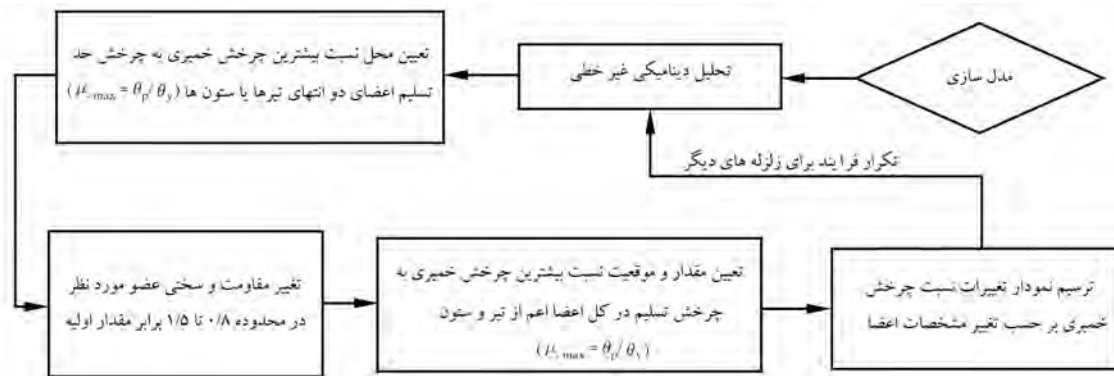 مدل سازی
تحلیل دینامیکی غیر خطی
تعیین محل نسبت بیشترین چرخش خمیری به چرخش حد
تسلیم اعضای دو انتهای تیرها یا ستون ها (μ-max = θp/θy)
تغییر مقاومت و سختی عضو مورد نظر
در محدوده ۰/۸ تا ۱/۵ برابر مقدار اولیه
تعیین مقدار و موقعیت نسبت بیشترین چرخش خمیری به
چرخش تسلیم در کل اعضا اعم از تیر و ستون
(μ max = θp/θy)
ترسیم نمودار تغییرات نسبت چرخش
خمیری بر حسب تغییر مشخصات اعضا
تکرار فرایند برای زلزله های دیگر